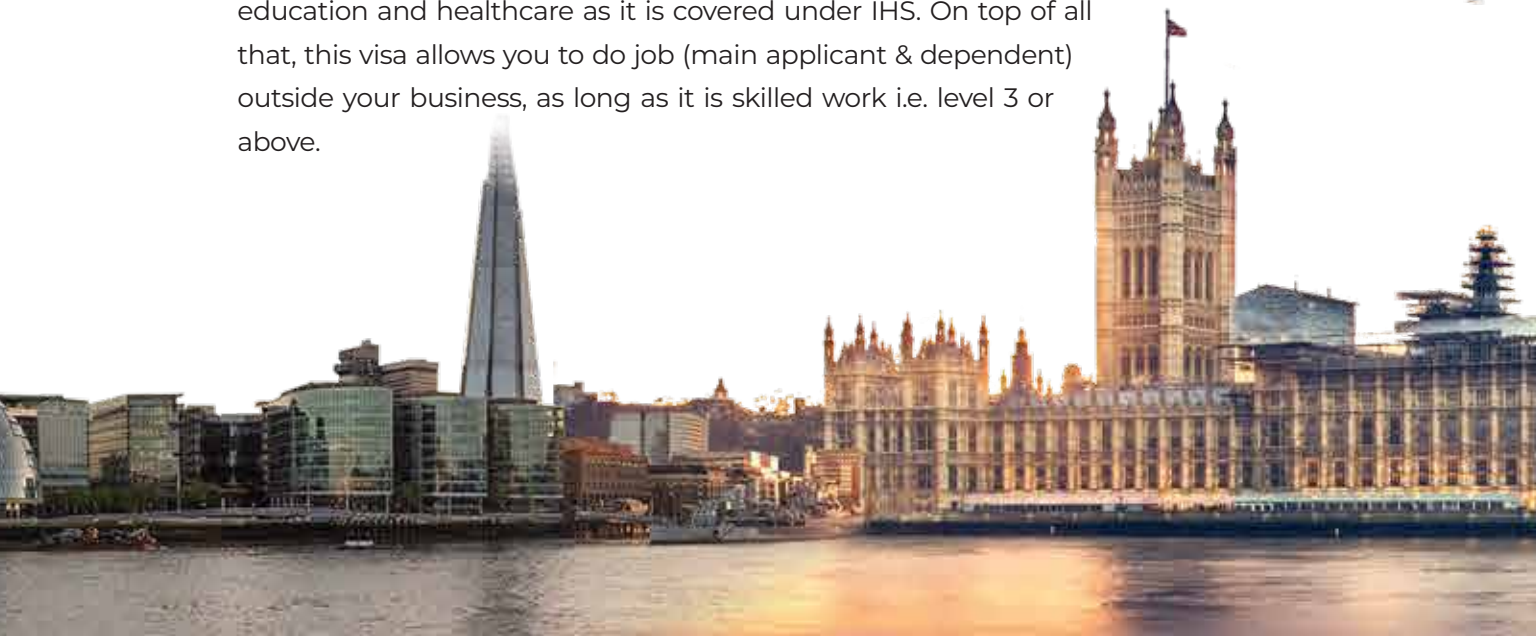 education and healthcare as it is covered under IHS. On top of all
that, this visa allows you to do job (main applicant & dependent)
outside your business, as long as it is skilled work i.e. level 3 or
above.